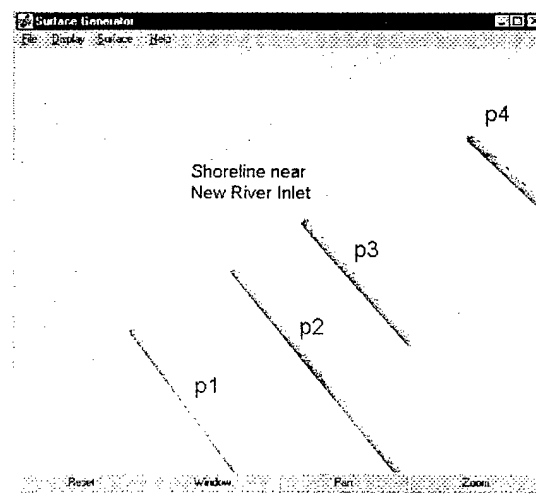 Surface Generator
File Display Surface Help
p4
Shoreline near
New River Inlet
p3
p2
p1
Reset Window Pan Zoom